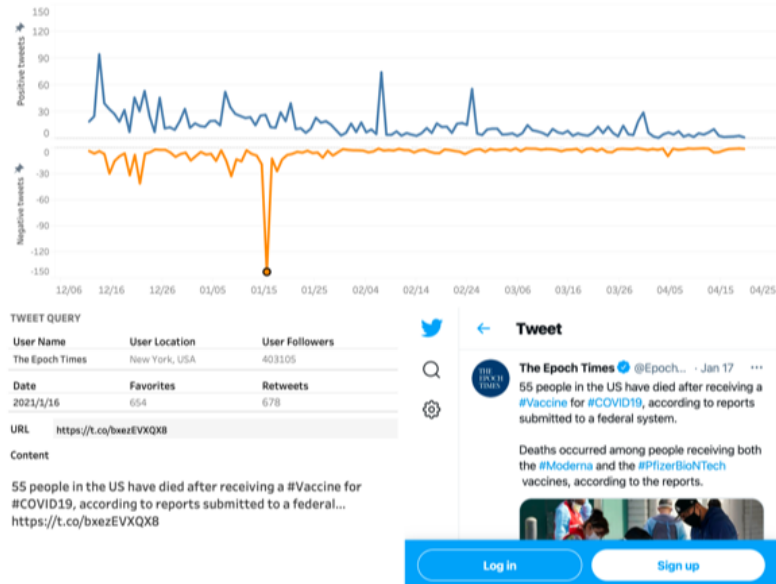 150
120
90
60
30
0
Positive tweets
0
-30
-60
-90
-120
-150
Negative tweets
12/06 12/16 12/26 01/05 01/15 01/25 02/04 02/14 02/24 03/06 03/16 03/26 04/05 04/15 04/25
TWEET QUERY
User Name User Location User Followers
The Epoch Times New York, USA 403105
Date Favorites Retweets
2021/1/16 654 678
URL https://t.co/bxezEVXQX8
Content
55 people in the US have died after receiving a #Vaccine for
#COVID19, according to reports submitted to a federal...
https://t.co/bxezEVXQX8
Tweet
THE
EPOCH
TIMES
The Epoch Times @Epoch... · Jan 17 ...
55 people in the US have died after receiving a
#Vaccine for #COVID19, according to reports
submitted to a federal system.
Deaths occurred among people receiving both
the #Moderna and the #PfizerBioNTech
vaccines, according to the reports.
Log in Sign up